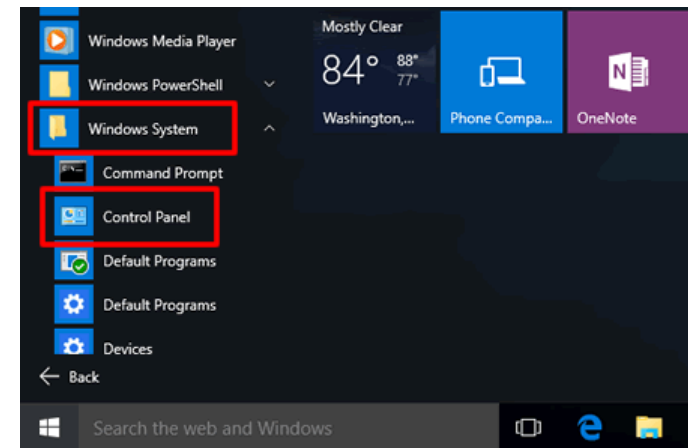 Windows Media Player
Windows PowerShell
Windows System
Command Prompt
Control Panel
Default Programs
Default Programs
Devices
Back
Mostly Clear
84° 88°
77°
Washington,...
Phone Compa...
N
OneNote
Search the web and Windows